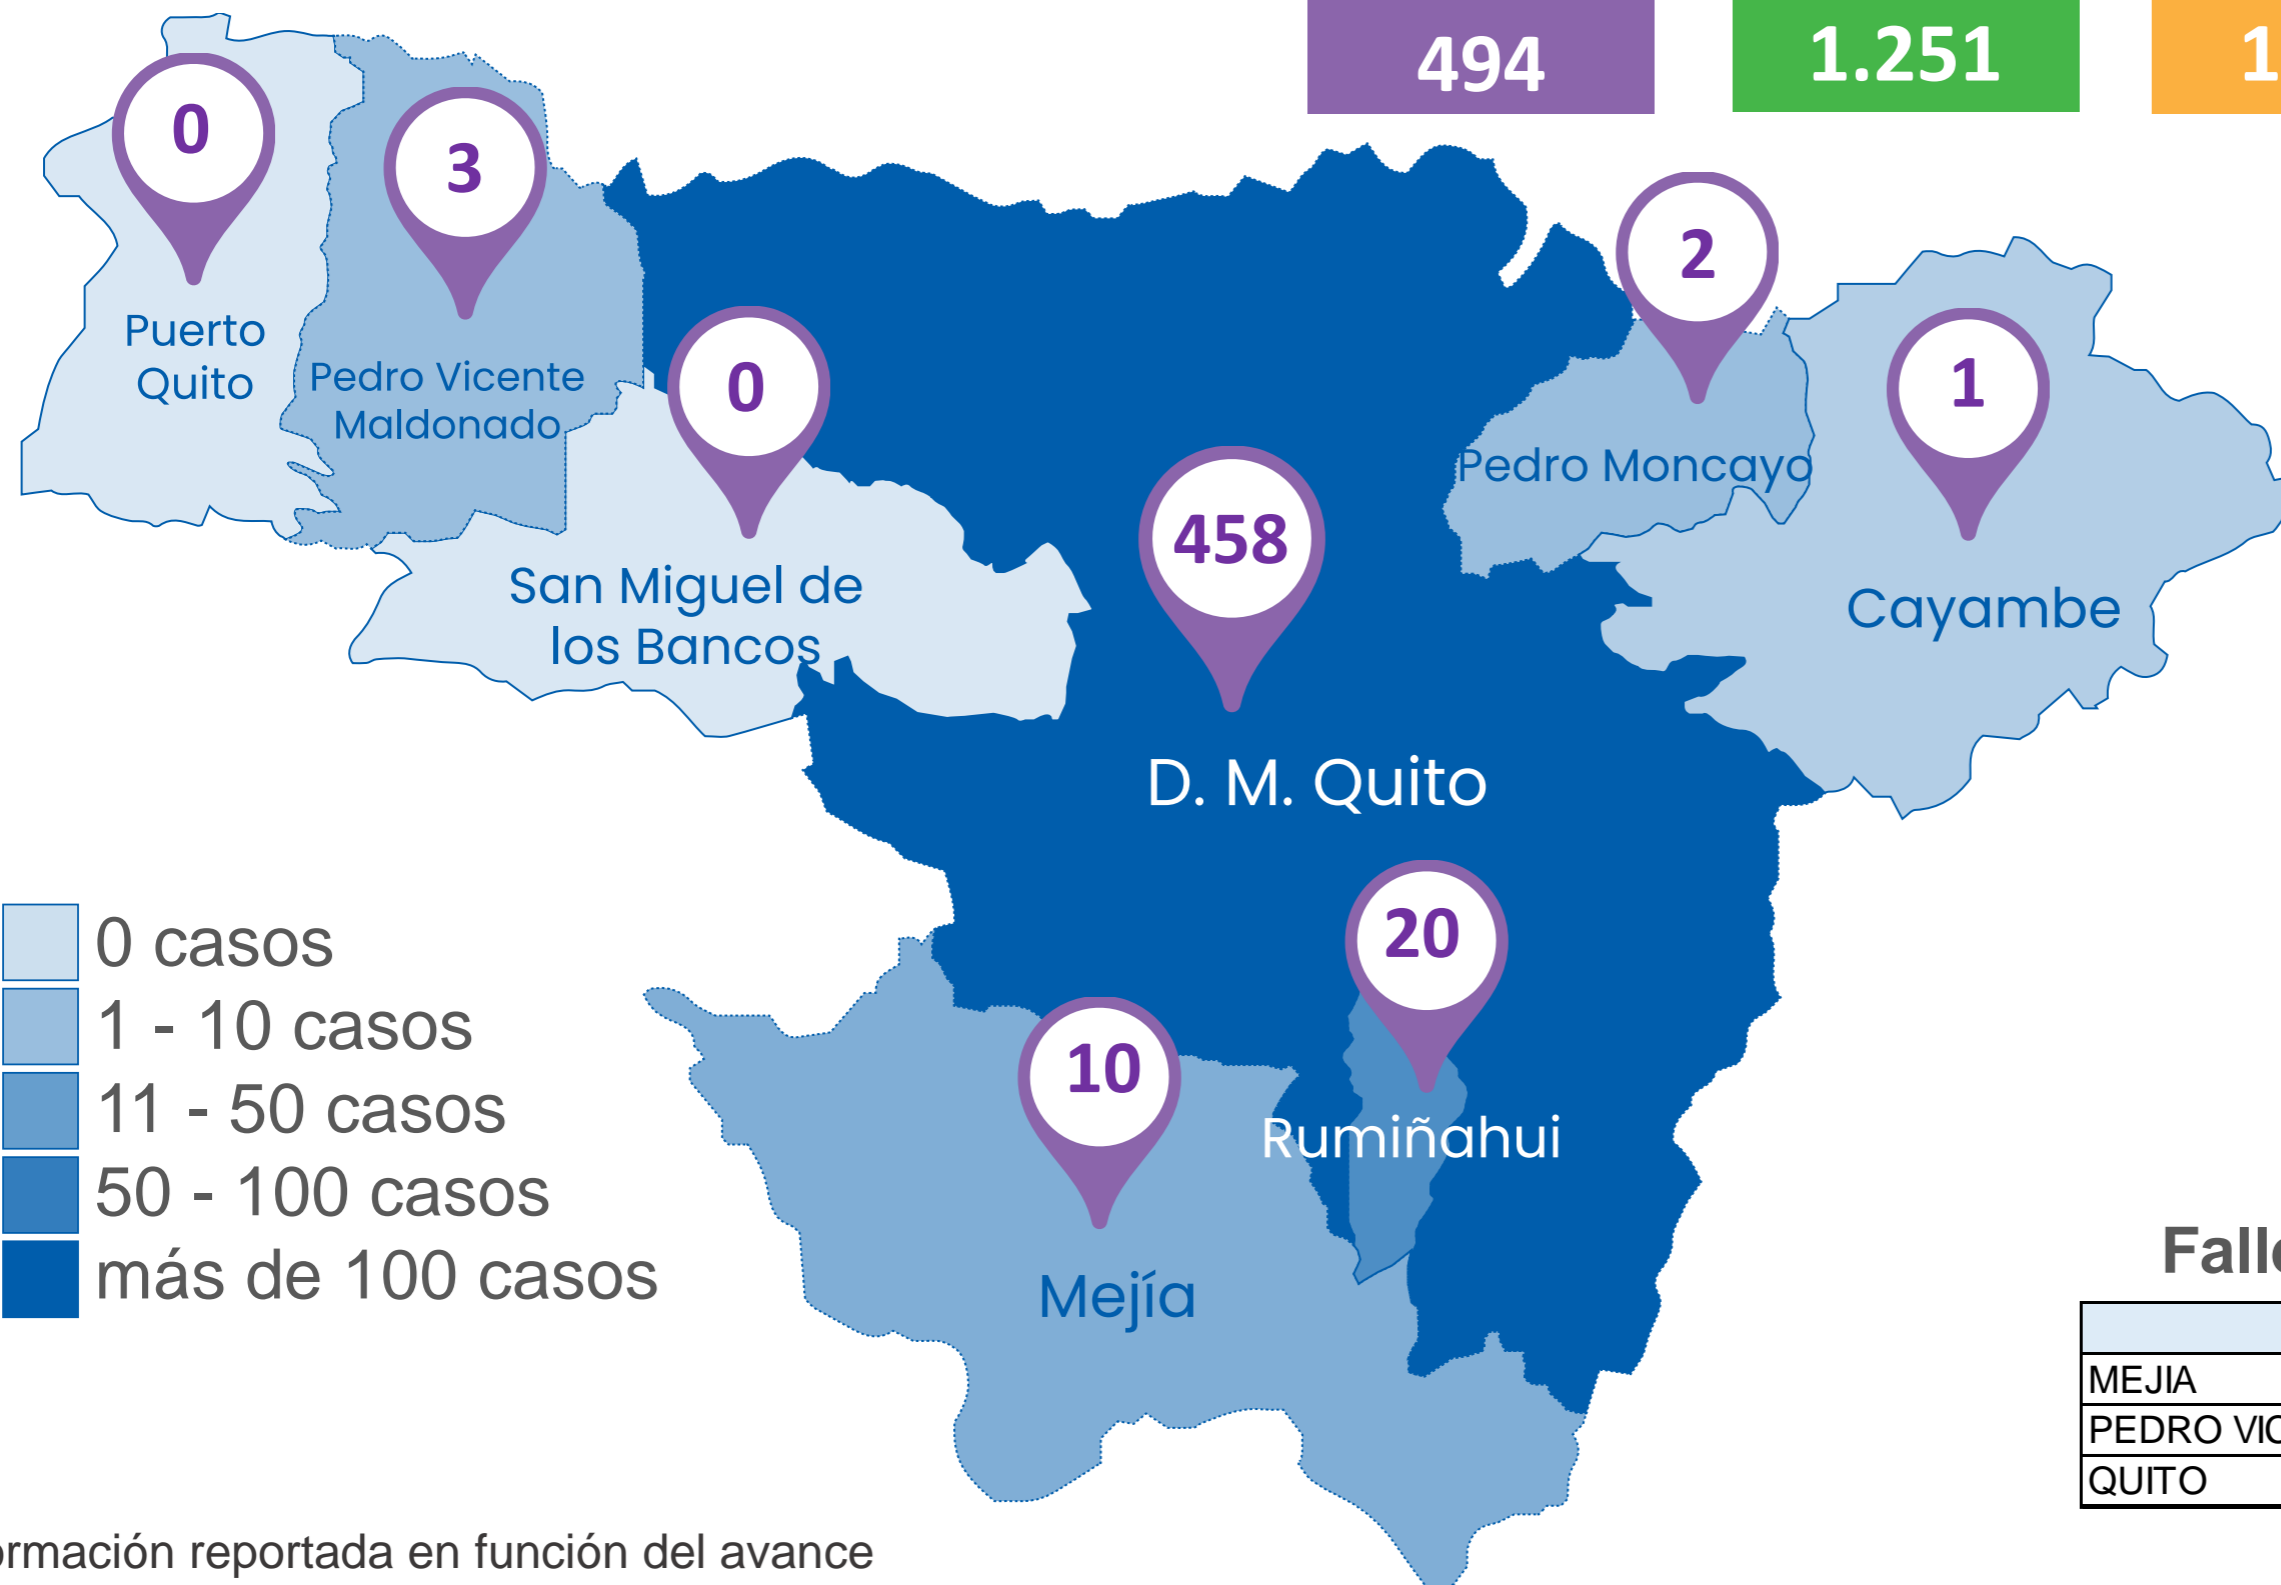 494
1.251
1
0
3
2
Puerto
Quito
Pedro Vicente
Maldonado
0
1
Pedro Moncayo
458
San Miguel de
los Bancos
Cayambe
D. M. Quito
20
0 casos
1 - 10 casos
11 - 50 casos
50 - 100 casos
más de 100 casos
10
Rumiñahui
Mejía
MEJIA
PEDRO
QUITO
reportada en función del avance